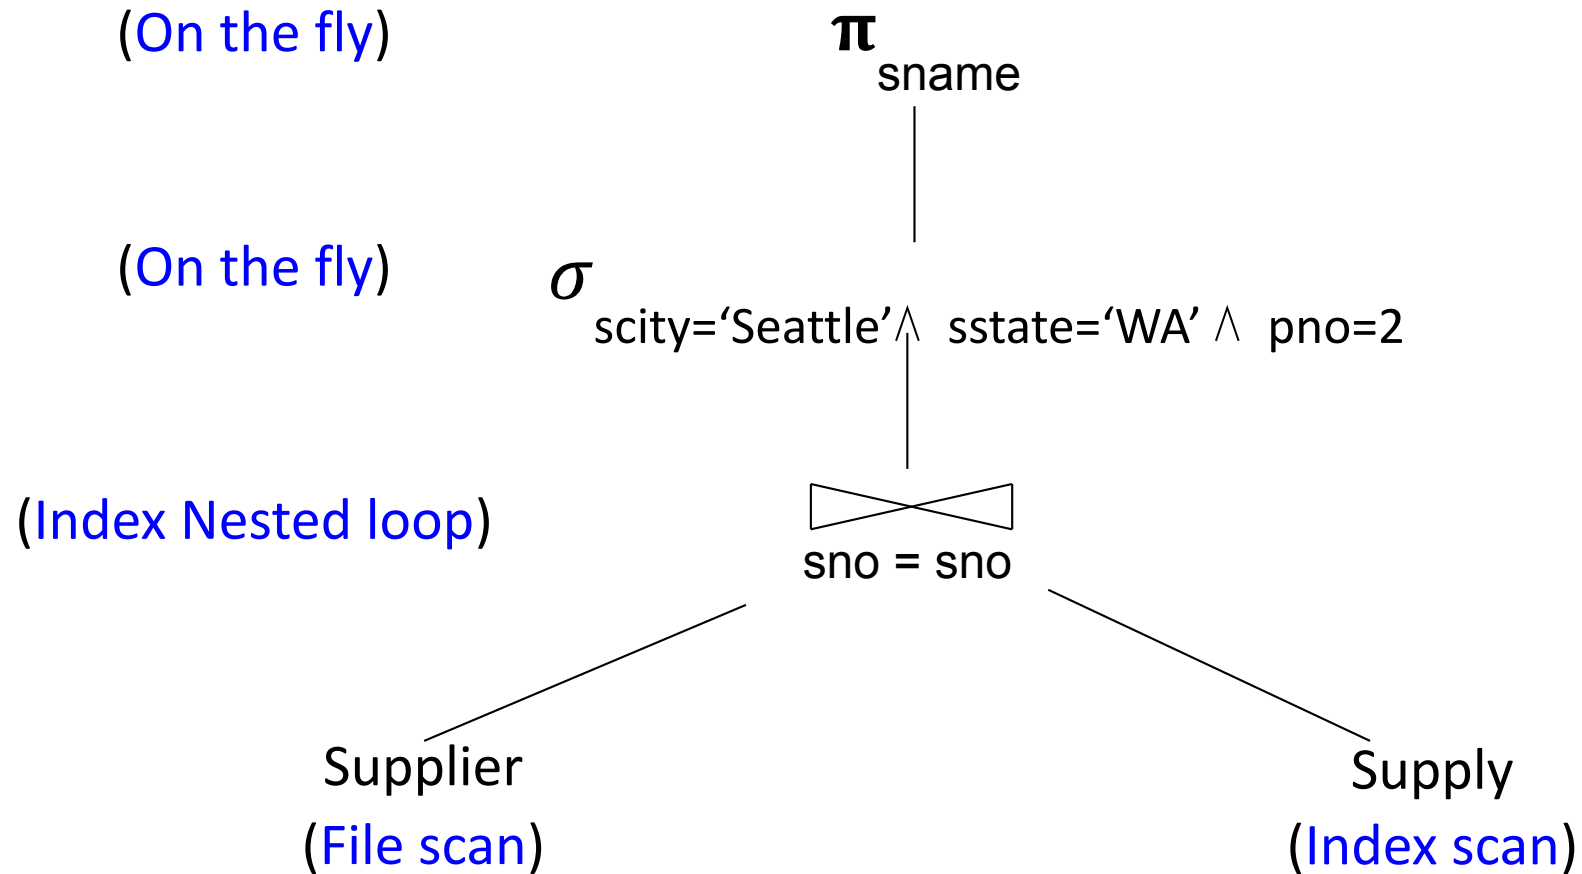 (On the fly) π sname
(On the fly) σ scity=‘Seattle’∧ sstate=‘WA’ ∧ pno=2
(Index Nested loop)
sno = sno
Supplier Supply
(File scan) (Index scan)